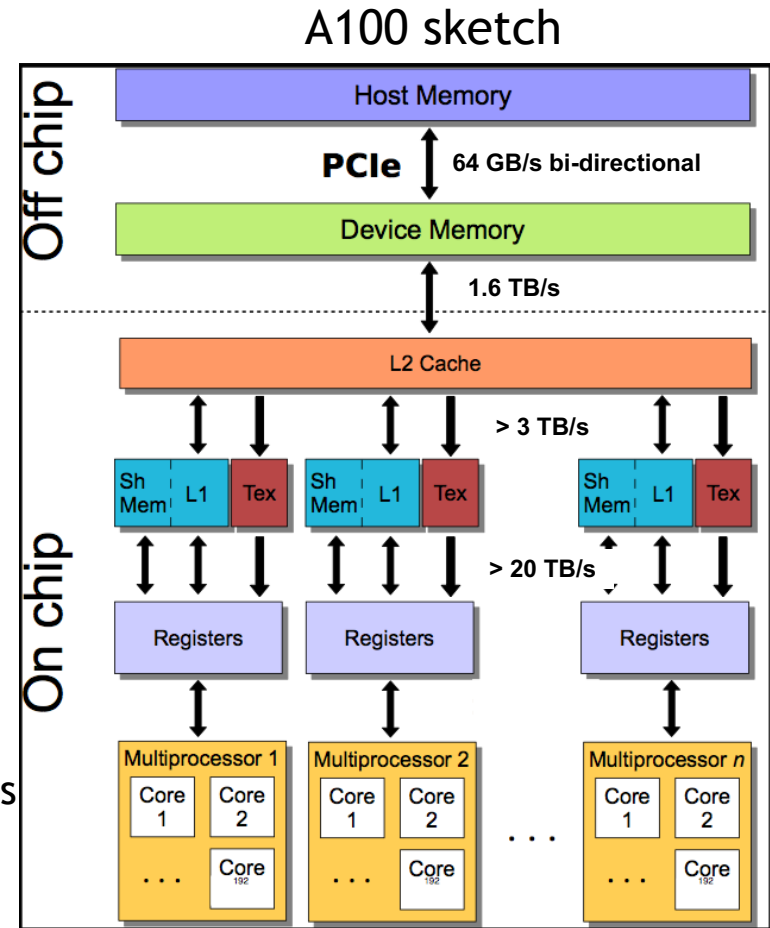 A100 sketch
Off chip
Host Memory
PCIe 64 GB/s bi-directional
Device Memory
1.6 TB/s
On chip
L2 Cache
> 3 TB/s
Sh Mem L1 Tex
Sh Mem L1 Tex
Sh Mem L1 Tex
> 20 TB/s
Registers Registers Registers
s
Multiprocessor 1
Core 1 Core 2
. . . Core 192
Multiprocessor 2
Core 1 Core 2
. . . Core 192
. . .
Multiprocessor n
Core 1 Core 2
. . . Core 192